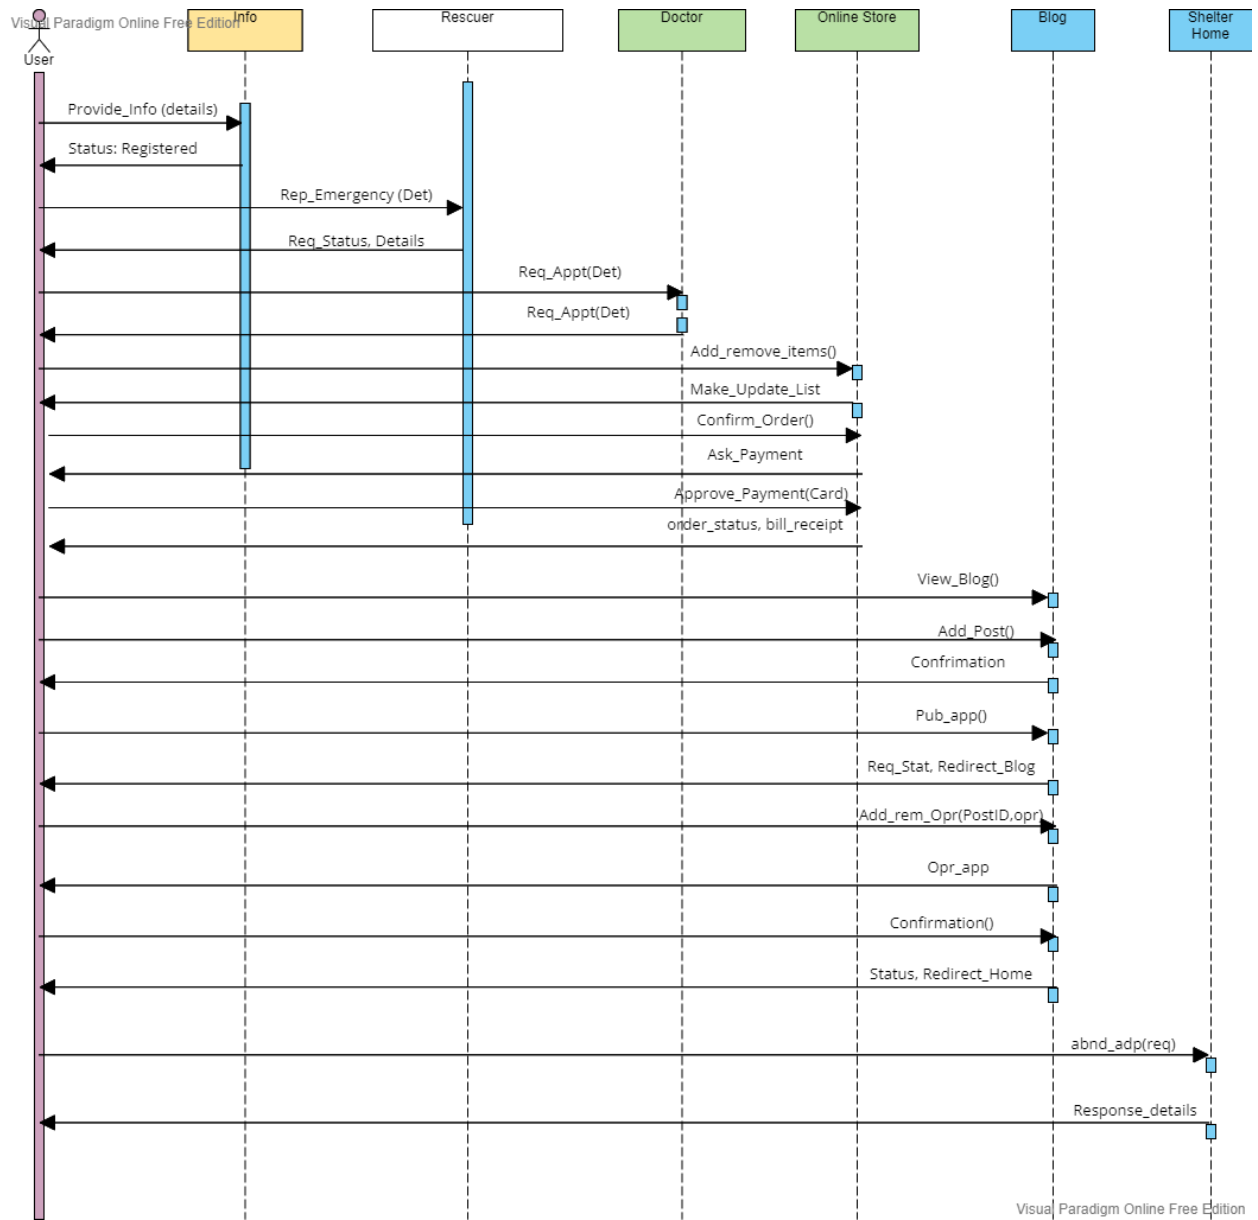 Visual Paradigm Online Free Edition
Info
Rescuer
Doctor
Online Store
Blog
Shelter
Home
User
Provide_Info (details)
Status: Registered
Rep_Emergency (Det)
Req_Status, Details
Req_Appt(Det)
Req_Appt(Det)
Add_remove_items()
Make_Update_List
Confirm_Order()
Ask_Payment
Approve_Payment(Card)
order_status, bill_receipt
View_Blog()
Add_Post()
Confrimation
Pub_app()
Req_Stat, Redirect_Blog
Add_rem_Opr(PostID,opr)
Opr_app
Confirmation()
Status, Redirect_Home
abnd_adp(req)
Response_details
Visual Paradigm Online Free Edition